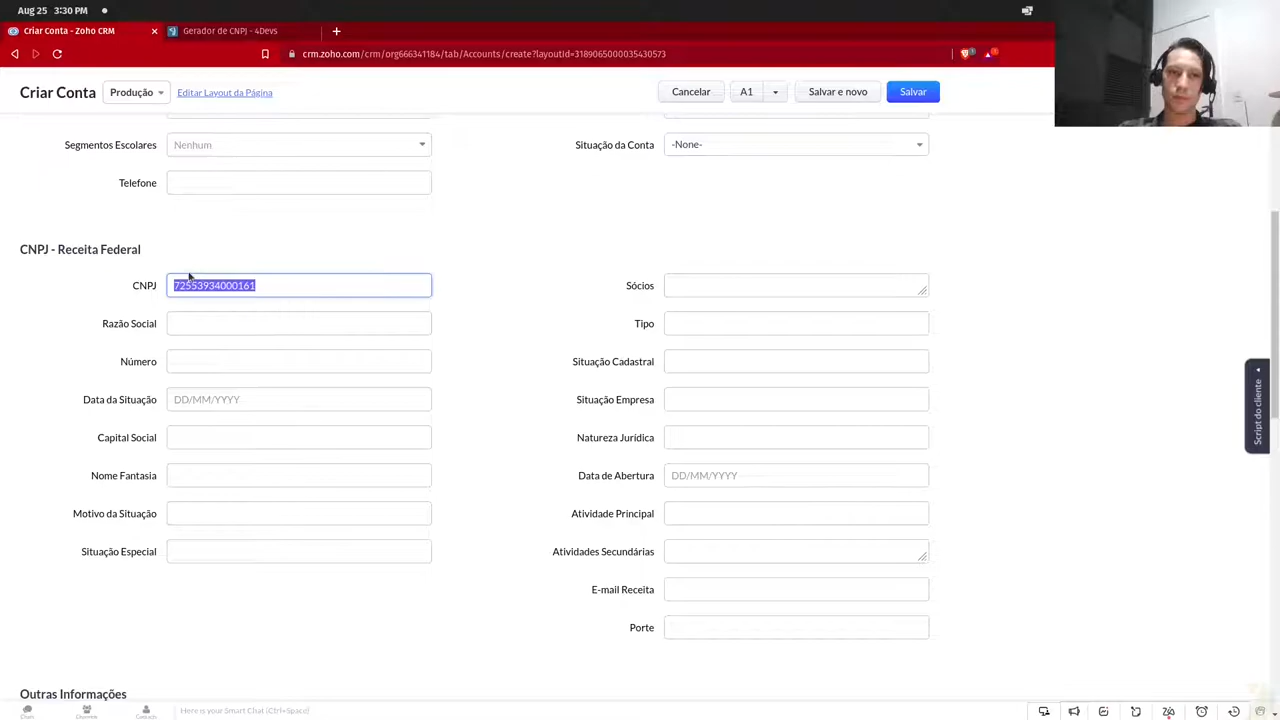 Aug 25 3:30 PM
Criar Conta - Zoho CRM
Gerador de CNPJ - 4Devs
crm.zoho.com/crm/org666341184/tab/Accounts/create?layoutId=3189065000035430573
Criar Conta
Produção
Editar Layout da Página
Cancelar
A1
Salvar e novo
Salvar
Segmentos Escolares
Nenhum
Situação da Conta
-None-
Telefone
CNPJ - Receita Federal
CNPJ
72553934000161
Sócios
Razão Social
Tipo
Número
Situação Cadastral
Data da Situação
DD/MM/YYYY
Situação Empresa
Capital Social
Natureza Jurídica
Nome Fantasia
Data de Abertura
DD/MM/YYYY
Motivo da Situação
Atividade Principal
Situação Especial
Atividades Secundárias
E-mail Receita
Porte
Script do cliente
Outras Informações
Chats
Contacts
Here is your Smart Chat (Ctrl+Space)